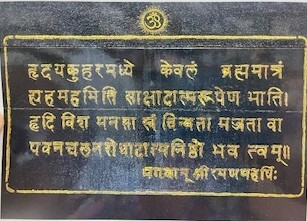 ॐ
हृदयकुहरमध्ये केवलं ब्रह्ममात्रं
ह्यहमहमिति साक्षादात्मरूपेण भाति।
हृदि विश मनसा स्वं चिन्वता मज्जता वा
पवनचलनरोधादात्मनिष्ठो भव त्वम्॥
भगवान् श्रीरमणमहर्षिः